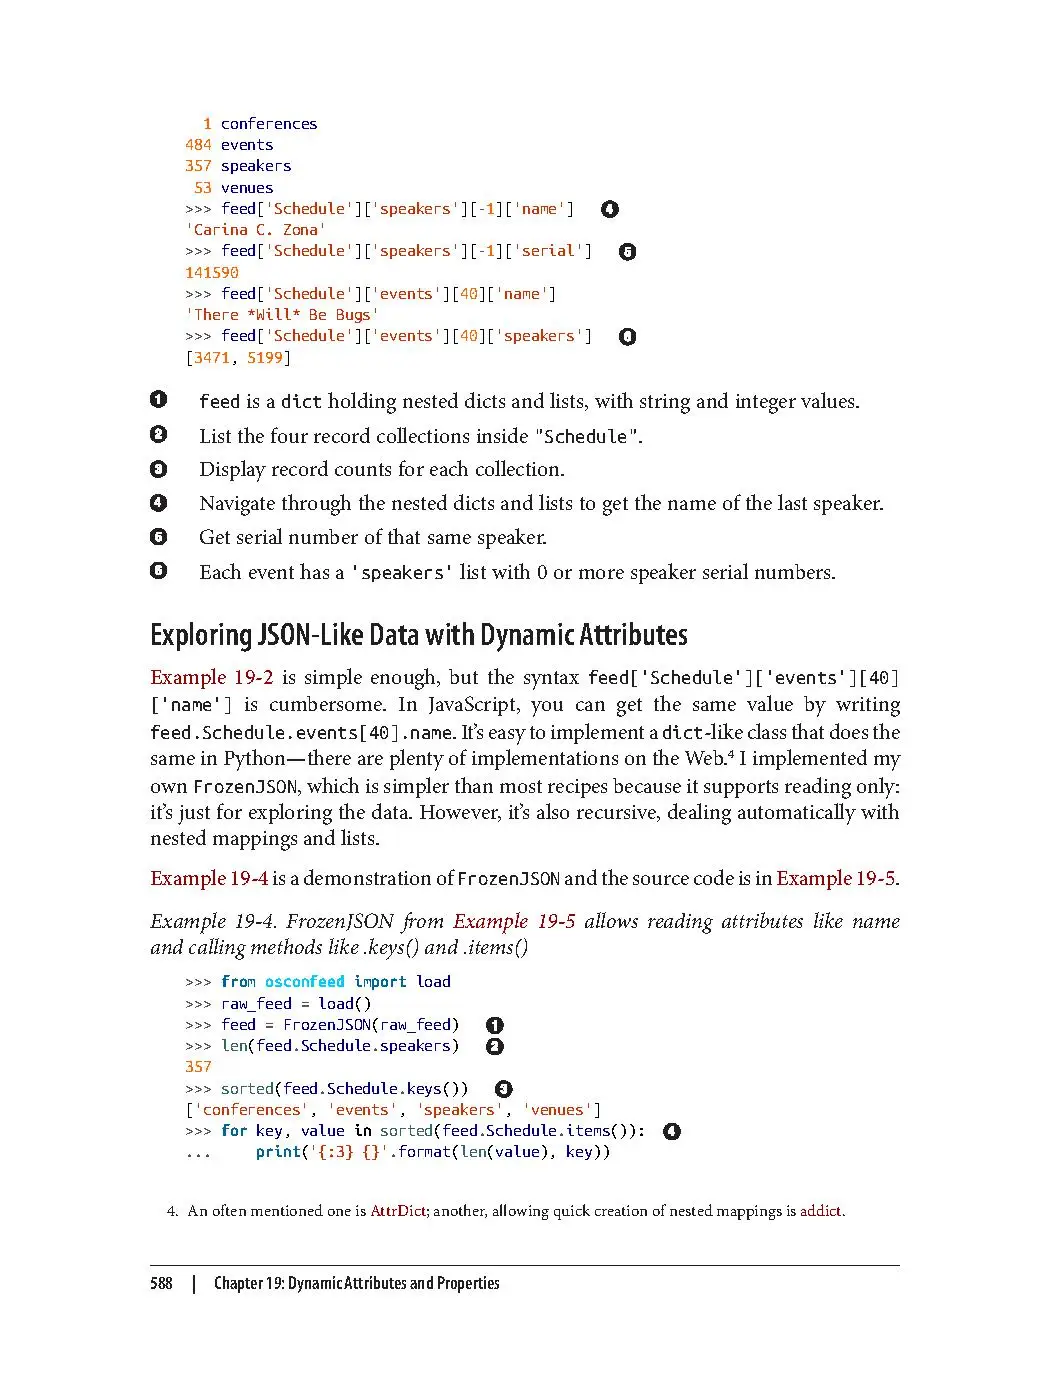 1 conferences
484 events
357 speakers
53 venues
>>> feed['Schedule']['speakers'][-1]['name'] ❹
'Carina C. Zona'
>>> feed['Schedule']['speakers'][-1]['serial'] ❺
141590
>>> feed['Schedule']['events'][40]['name']
'There *Will* Be Bugs'
>>> feed['Schedule']['events'][40]['speakers'] ❻
[3471, 5199]
❶ feed is a dict holding nested dicts and lists, with string and integer values.
❷ List the four record collections inside "Schedule".
❸ Display record counts for each collection.
❹ Navigate through the nested dicts and lists to get the name of the last speaker.
❺ Get serial number of that same speaker.
❻ Each event has a 'speakers' list with 0 or more speaker serial numbers.
Exploring JSON-Like Data with Dynamic Attributes
Example 19-2 is simple enough, but the syntax feed['Schedule']['events'][40]
['name'] is cumbersome. In JavaScript, you can get the same value by writing
feed.Schedule.events[40].name. It’s easy to implement a dict-like class that does the
same in Python—there are plenty of implementations on the Web.4 I implemented my
own FrozenJSON, which is simpler than most recipes because it supports reading only:
it’s just for exploring the data. However, it’s also recursive, dealing automatically with
nested mappings and lists.
Example 19-4 is a demonstration of FrozenJSON and the source code is in Example 19-5.
Example 19-4. FrozenJSON from Example 19-5 allows reading attributes like name
and calling methods like .keys() and .items()
>>> from osconfeed import load
>>> raw_feed = load()
>>> feed = FrozenJSON(raw_feed) ❶
>>> len(feed.Schedule.speakers) ❷
357
>>> sorted(feed.Schedule.keys()) ❸
['conferences', 'events', 'speakers', 'venues']
>>> for key, value in sorted(feed.Schedule.items()): ❹
... print('{:3} {}'.format(len(value), key))
4. An often mentioned one is AttrDict; another, allowing quick creation of nested mappings is addict.
588 | Chapter 19: Dynamic Attributes and Properties